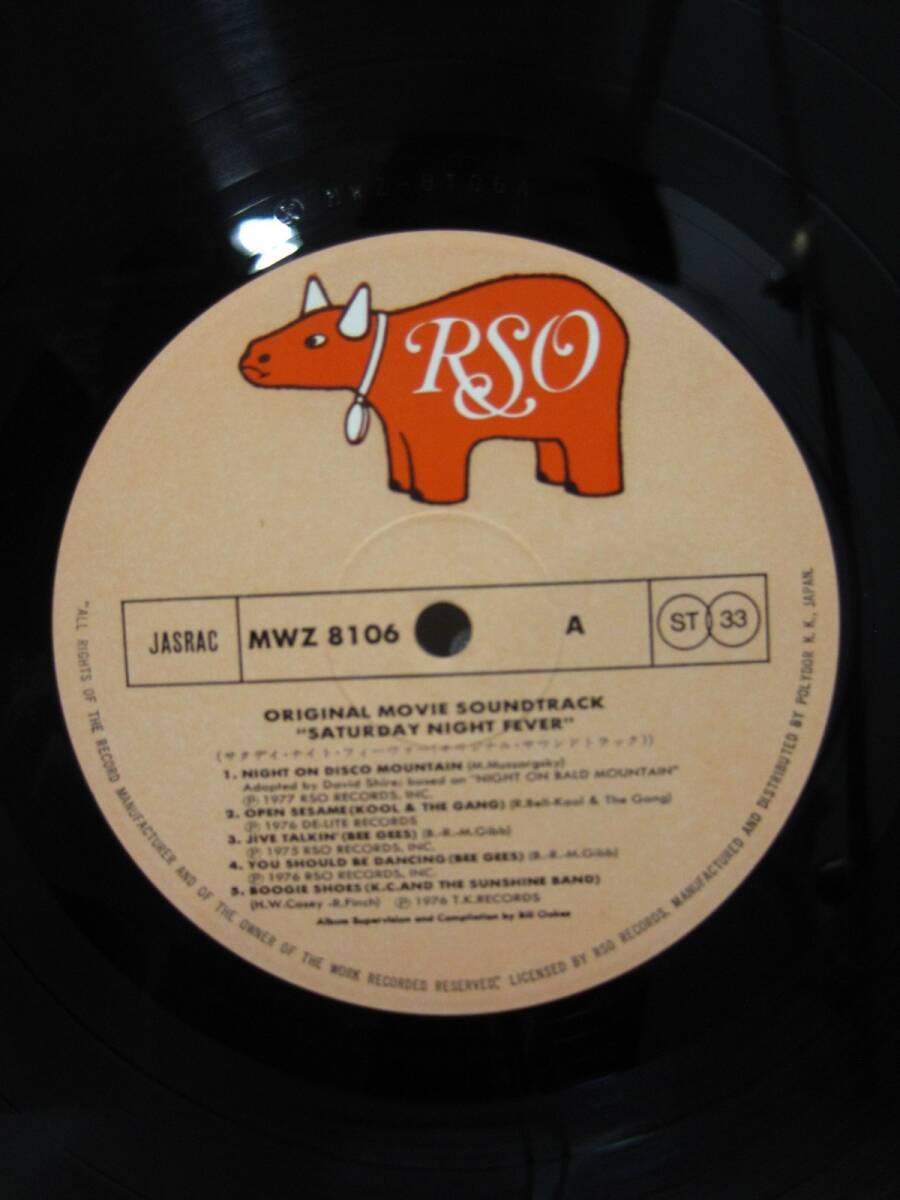 RSO
JASRAC MWZ 8106 A ST 33
ORIGINAL MOVIE SOUNDTRACK
"SATURDAY NIGHT FEVER"
(サタデイ・ナイト・フィーヴァー(オリジナル・サウンドトラック))
1. NIGHT ON DISCO MOUNTAIN (M.Mussorgsky)
Adapted by David Shire; based on "NIGHT ON BALD MOUNTAIN"
Ⓟ 1977 RSO RECORDS, INC.
2. OPEN SESAME (KOOL & THE GANG) (R.Bell-Kool & The Gang)
Ⓟ 1976 DE-LITE RECORDS
3. JIVE TALKIN' (BEE GEES) (B.-R.-M.Gibb)
Ⓟ 1975 RSO RECORDS, INC.
4. YOU SHOULD BE DANCING (BEE GEES) (B.-R.-M.Gibb)
Ⓟ 1976 RSO RECORDS, INC.
5. BOOGIE SHOES (K.C.AND THE SUNSHINE BAND)
(H.W.Casey -R.Finch) Ⓟ 1976 T.K.RECORDS
Album Supervision and Compilation by Bill Oakes
"ALL RIGHTS OF THE RECORD MANUFACTURER AND OF THE OWNER OF THE WORK RECORDED RESERVED," LICENSED BY RSO RECORDS, MANUFACTURED AND DISTRIBUTED BY POLYDOR K. K., JAPAN.